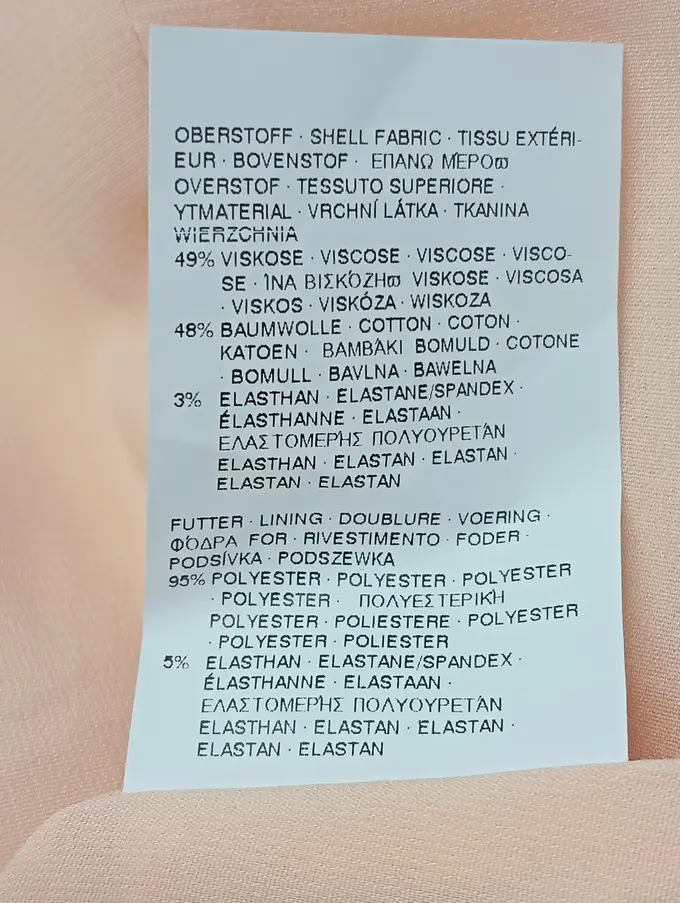 OBERSTOFF · SHELL FABRIC · TISSU EXTÉRI-
EUR · BOVENSTOF · ΕΠΑΝΩ ΜΈΡΟϖ
OVERSTOF · TESSUTO SUPERIORE ·
YTMATERIAL · VRCHNÍ LÁTKA · TKANINA
WIERZCHNIA
49% VISKOSE · VISCOSE · VISCOSE · VISCO-
SE · ΊΝΑ ΒΙΣΚΌΖΗϖ VISKOSE · VISCOSA
· VISKOS · VISKÓZA · WISKOZA
48% BAUMWOLLE · COTTON · COTON ·
KATOEN · ΒΑΜΒΆΚΙ BOMULD · COTONE
· BOMULL · BAVLNA · BAWELNA
3% ELASTHAN · ELASTANE/SPANDEX ·
ÉLASTHANNE · ELASTAAN ·
ΕΛΑΣΤΟΜΕΡΉΣ ΠΟΛΥΟΥΡΕΤΆΝ
ELASTHAN · ELASTAN · ELASTAN ·
ELASTAN · ELASTAN
FUTTER · LINING · DOUBLURE · VOERING ·
ΦΌΔΡΑ FOR · RIVESTIMENTO · FODER ·
PODSÍVKA · PODSZEWKA
95% POLYESTER · POLYESTER · POLYESTER
· POLYESTER · ΠΟΛΥΕΣΤΕΡΙΚΉ
POLYESTER · POLIESTERE · POLYESTER
· POLYESTER · POLIESTER
5% ELASTHAN · ELASTANE/SPANDEX ·
ÉLASTHANNE · ELASTAAN ·
ΕΛΑΣΤΟΜΕΡΉΣ ΠΟΛΥΟΥΡΕΤΆΝ
ELASTHAN · ELASTAN · ELASTAN ·
ELASTAN · ELASTAN